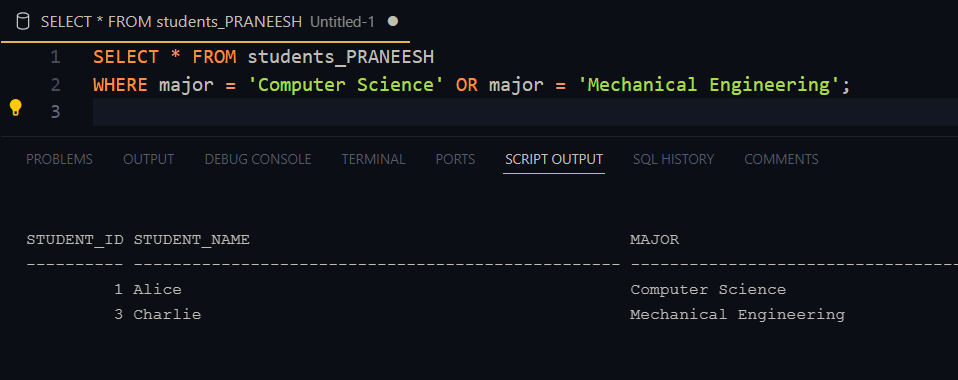 SELECT * FROM students_PRANEESH Untitled-1
1 SELECT * FROM students_PRANEESH
2 WHERE major = 'Computer Science' OR major = 'Mechanical Engineering';
3
PROBLEMS OUTPUT DEBUG CONSOLE TERMINAL PORTS SCRIPT OUTPUT SQL HISTORY COMMENTS
STUDENT_ID STUDENT_NAME MAJOR
---------- -------------------------------------------------- ----------------------------------
1 Alice Computer Science
3 Charlie Mechanical Engineering